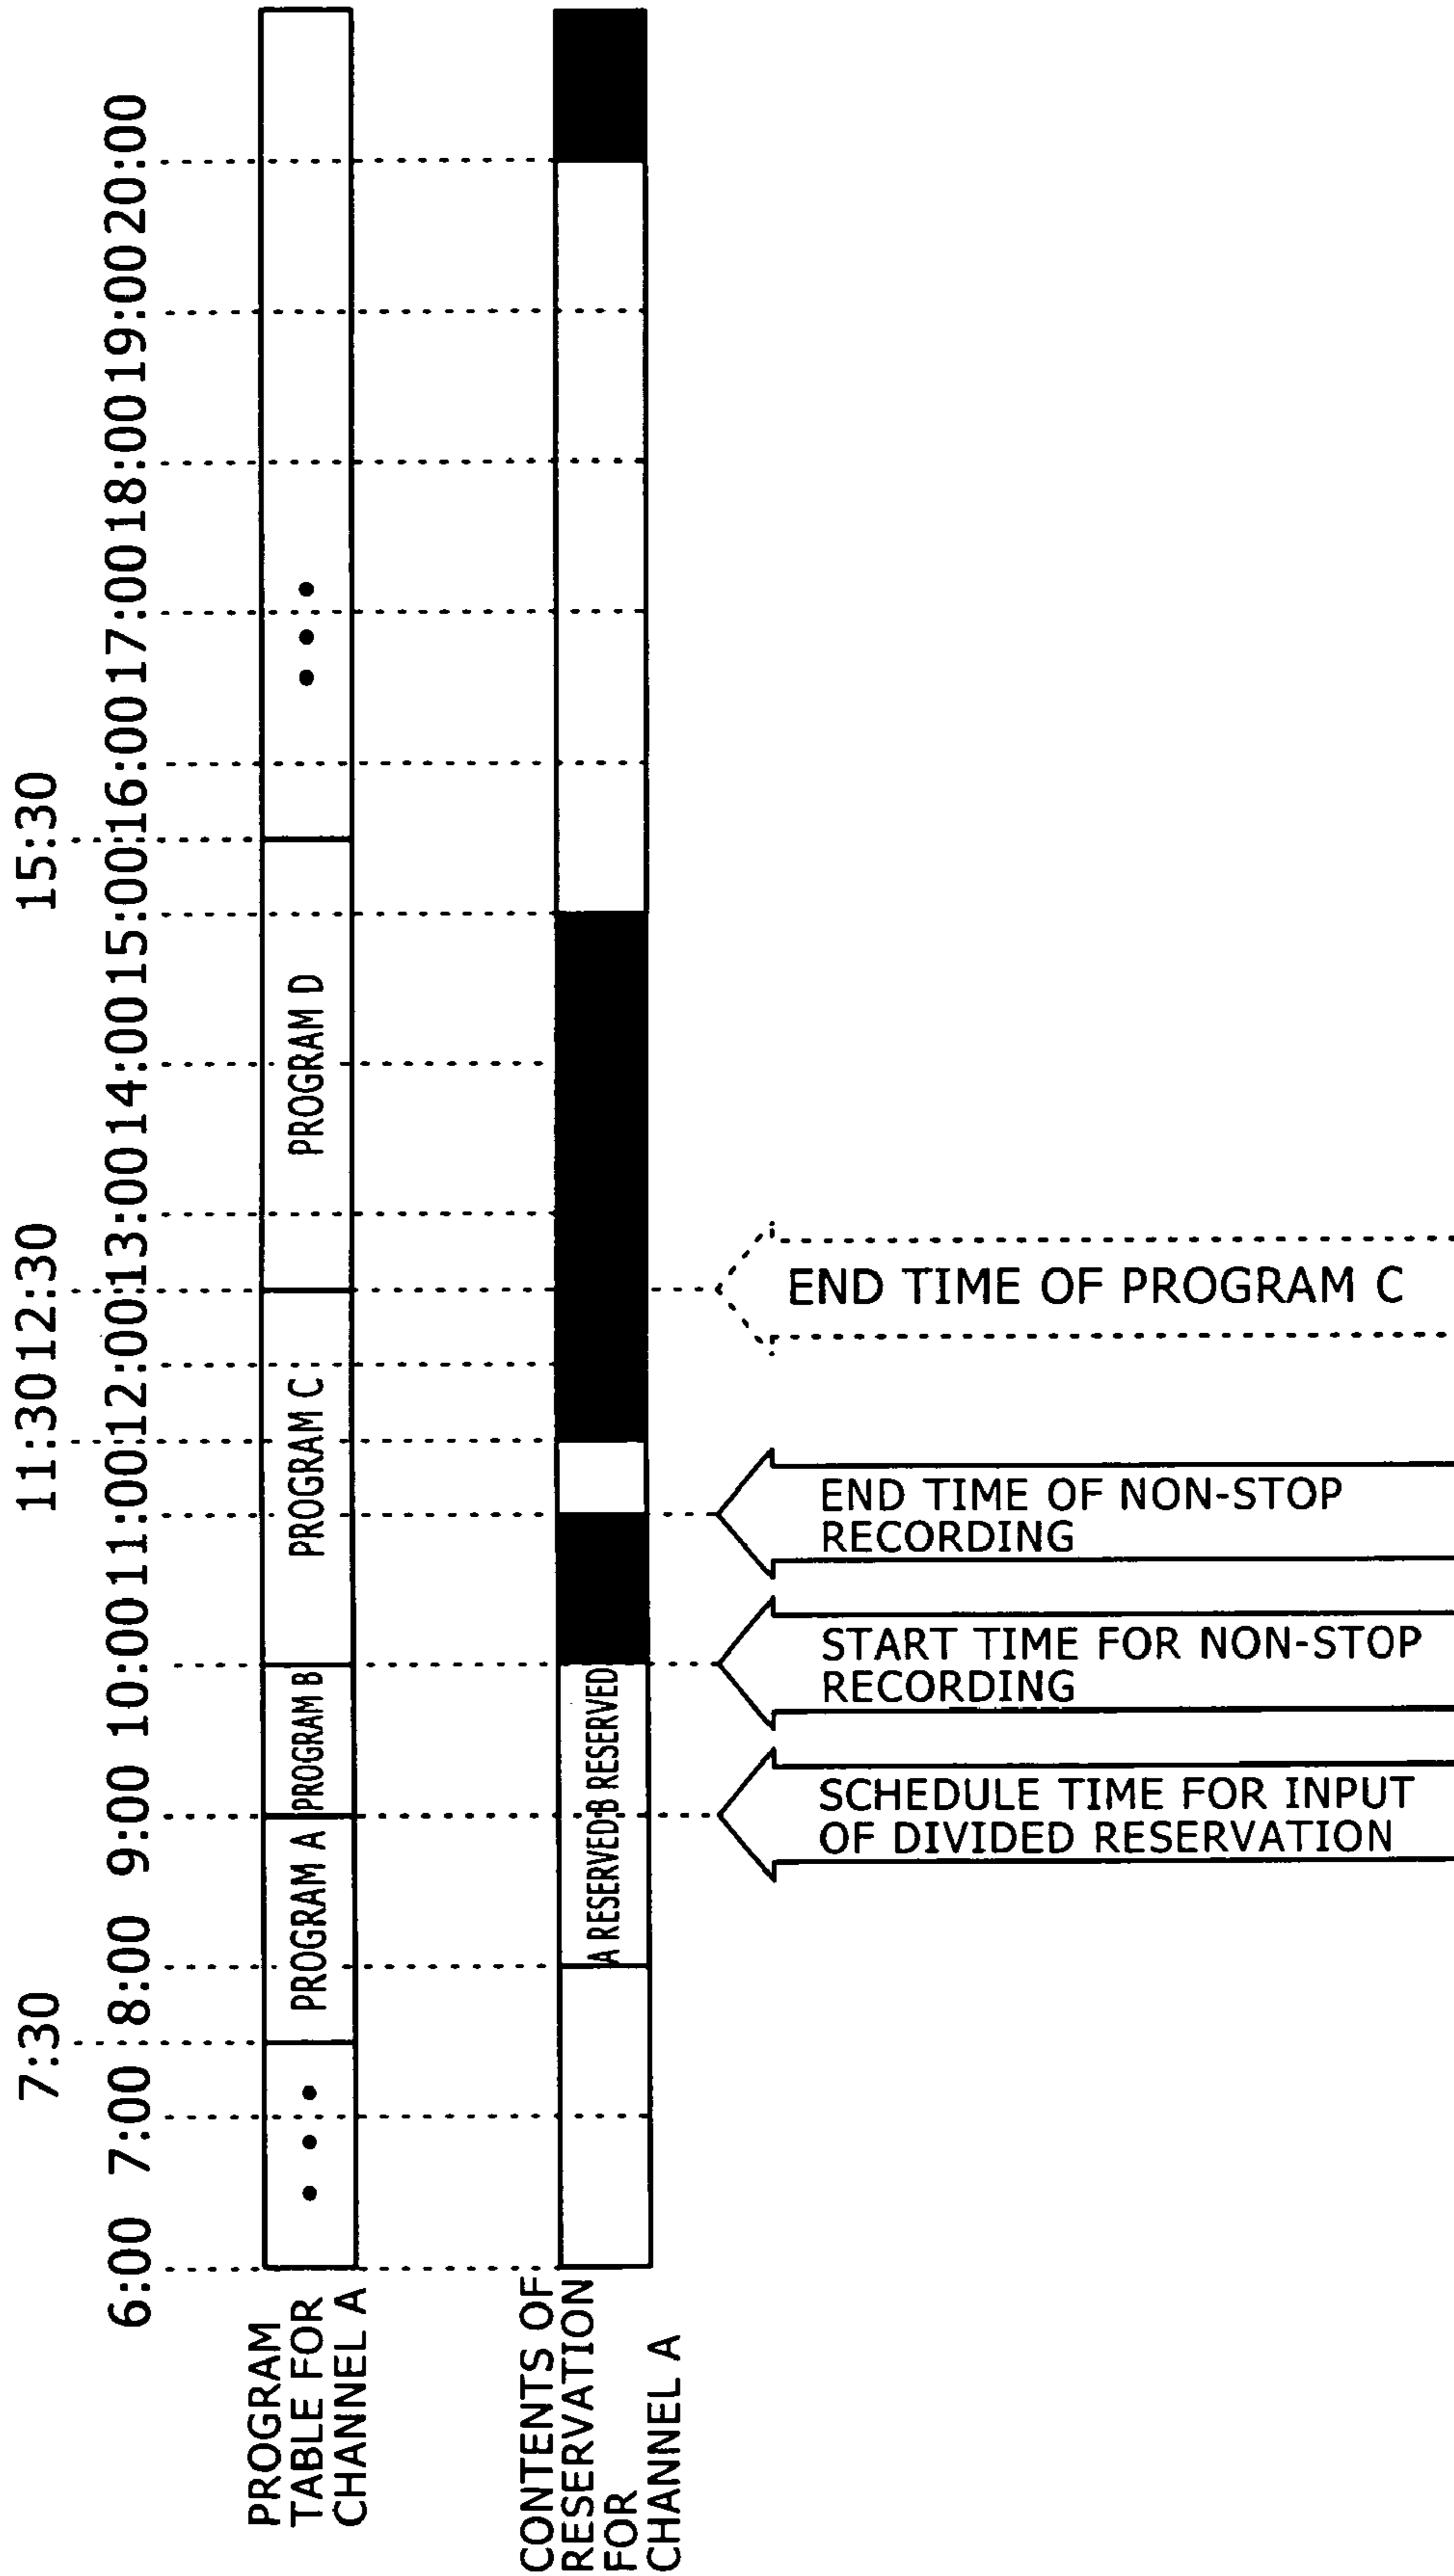 7:30 11:30 12:30 15:30
6:00 7:00 8:00 9:00 10:00 11:00 12:00 13:00 14:00 15:00 16:00 17:00 18:00 19:00 20:00
PROGRAM
TABLE FOR
CHANNEL A
• • • PROGRAM A PROGRAM B PROGRAM C PROGRAM D • • •
CONTENTS OF
RESERVATION
FOR
CHANNEL A
A RESERVED B RESERVED
SCHEDULE TIME FOR INPUT
OF DIVIDED RESERVATION
START TIME FOR NON-STOP
RECORDING
END TIME OF NON-STOP
RECORDING
END TIME OF PROGRAM C